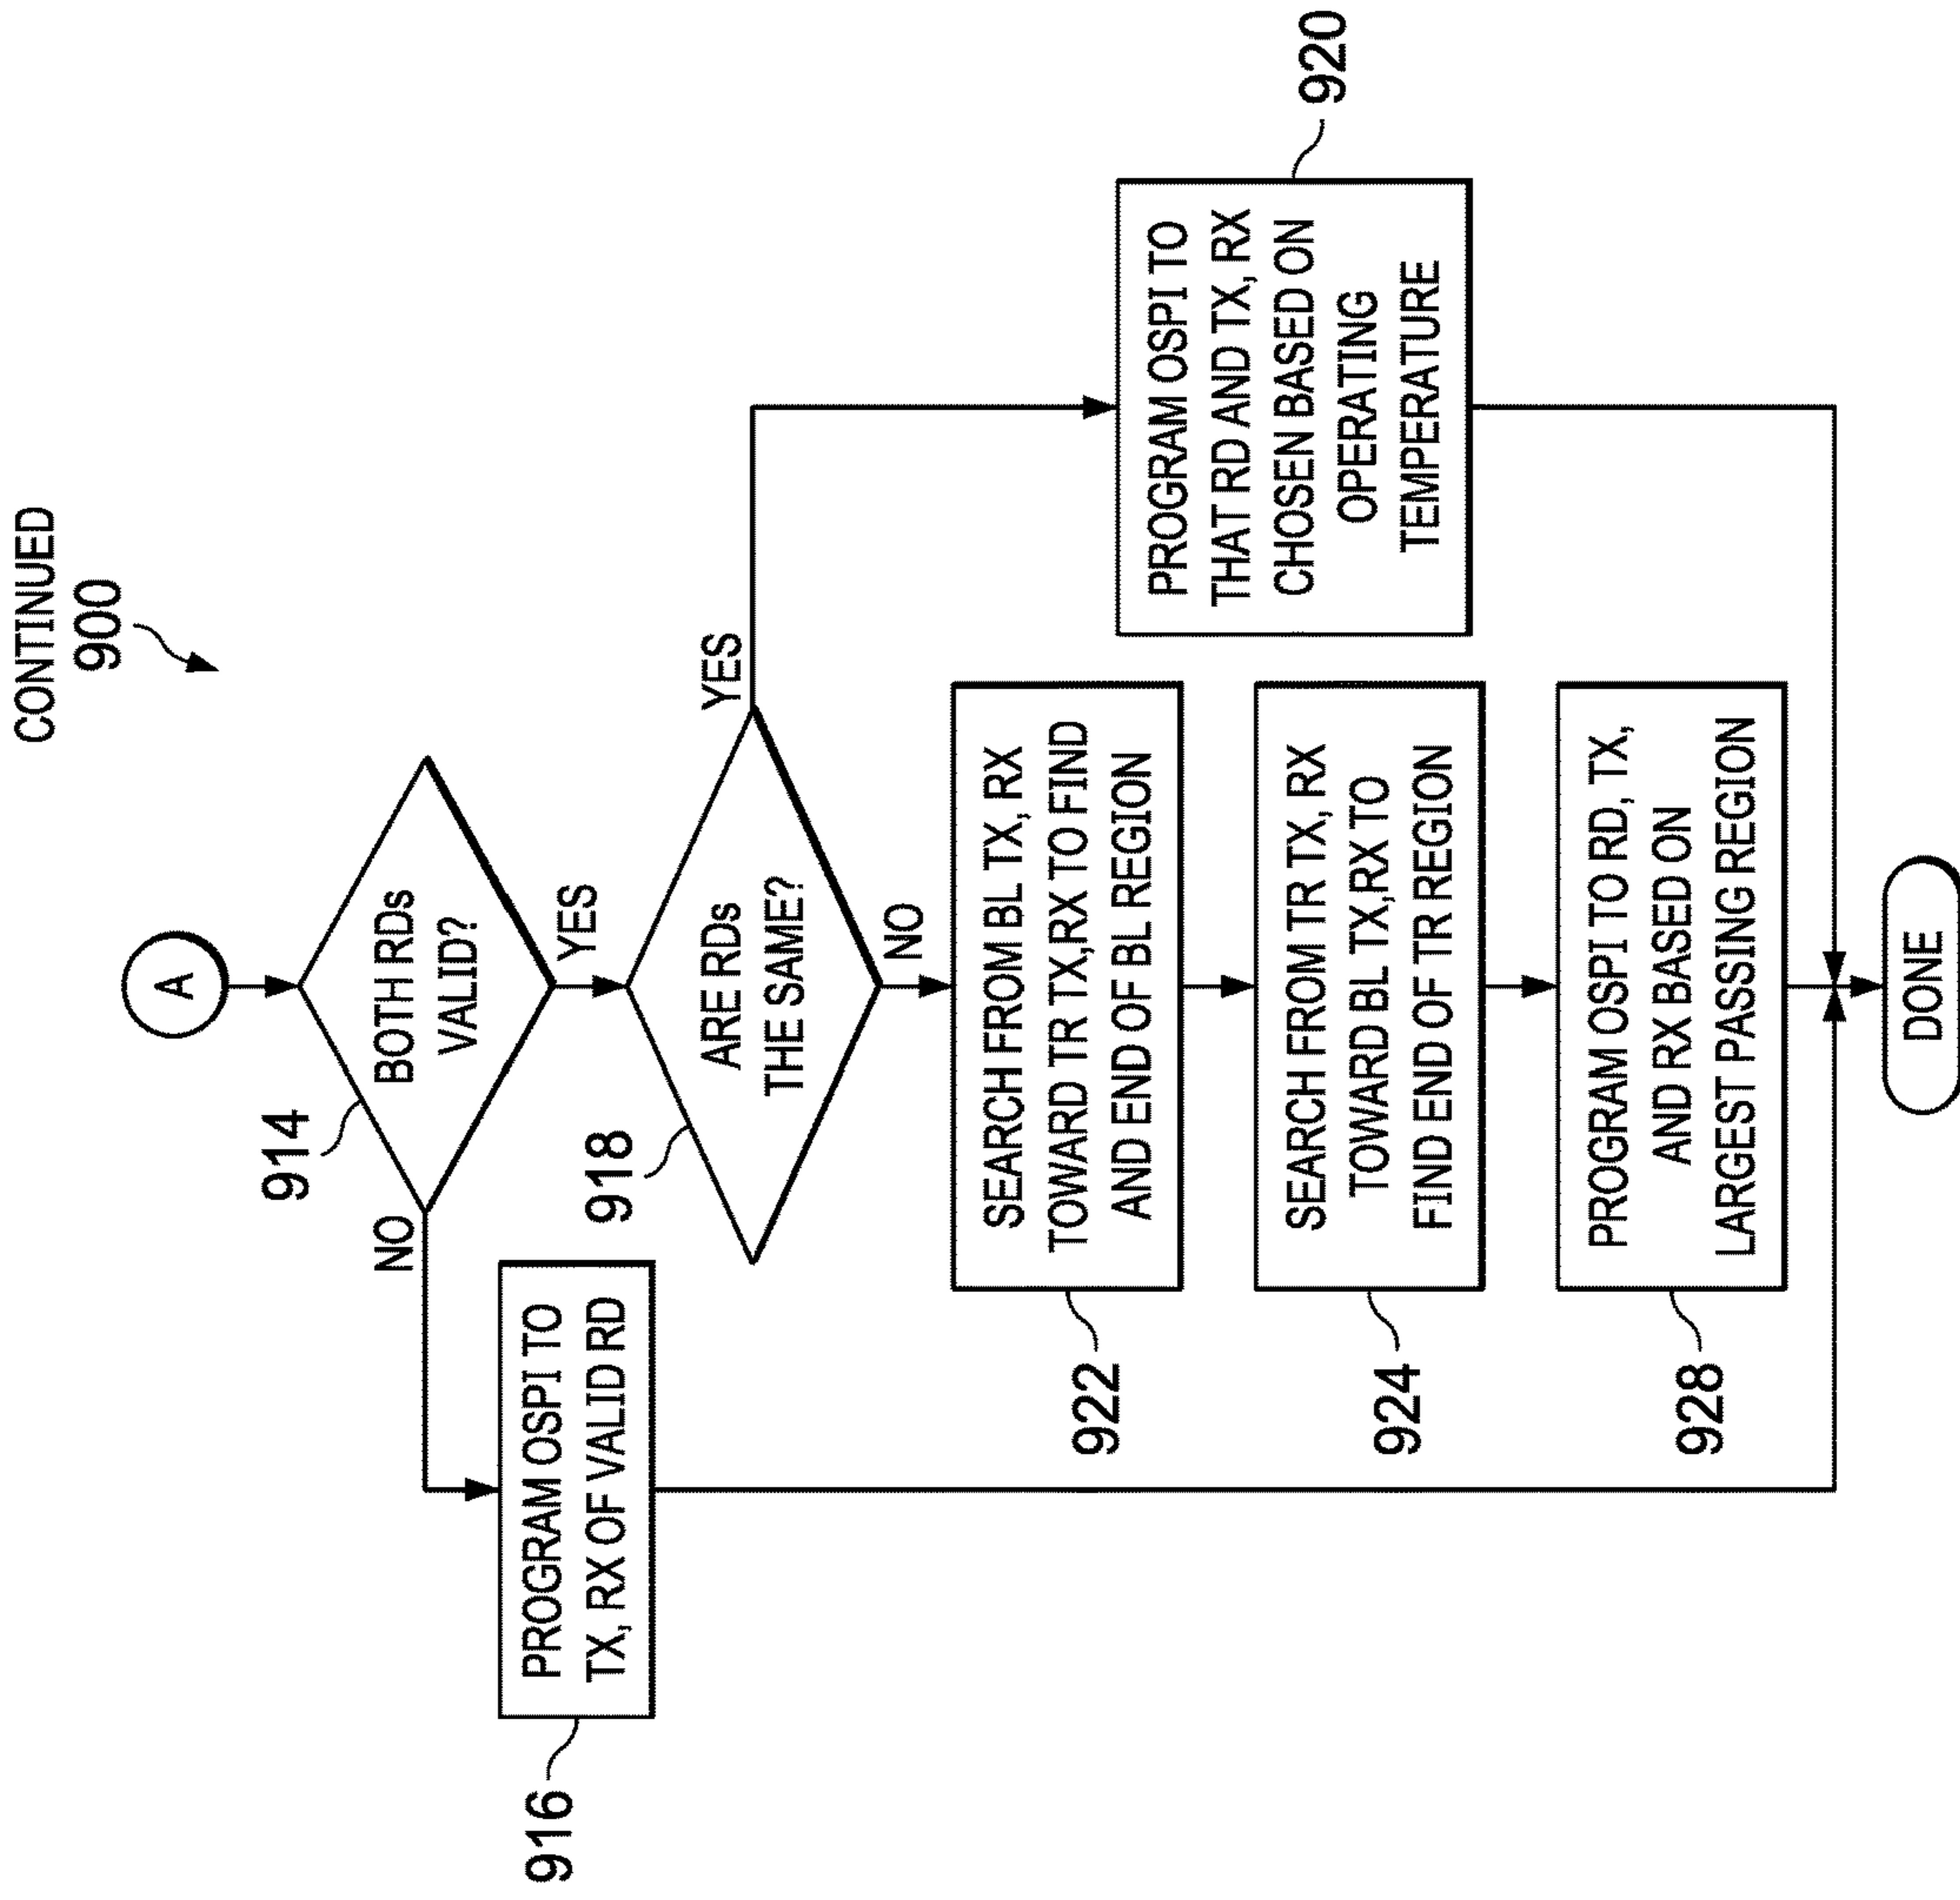 CONTINUED
900
A
914
BOTH RDs
VALID?
NO
YES
916
PROGRAM OSPI TO
TX, RX OF VALID RD
918
ARE RDs
THE SAME?
YES
NO
920
PROGRAM OSPI TO
THAT RD AND TX, RX
CHOSEN BASED ON
OPERATING
TEMPERATURE
922
SEARCH FROM BL TX, RX
TOWARD TR TX,RX TO FIND
AND END OF BL REGION
924
SEARCH FROM TR TX, RX
TOWARD BL TX,RX TO
FIND END OF TR REGION
928
PROGRAM OSPI TO RD, TX,
AND RX BASED ON
LARGEST PASSING REGION
DONE